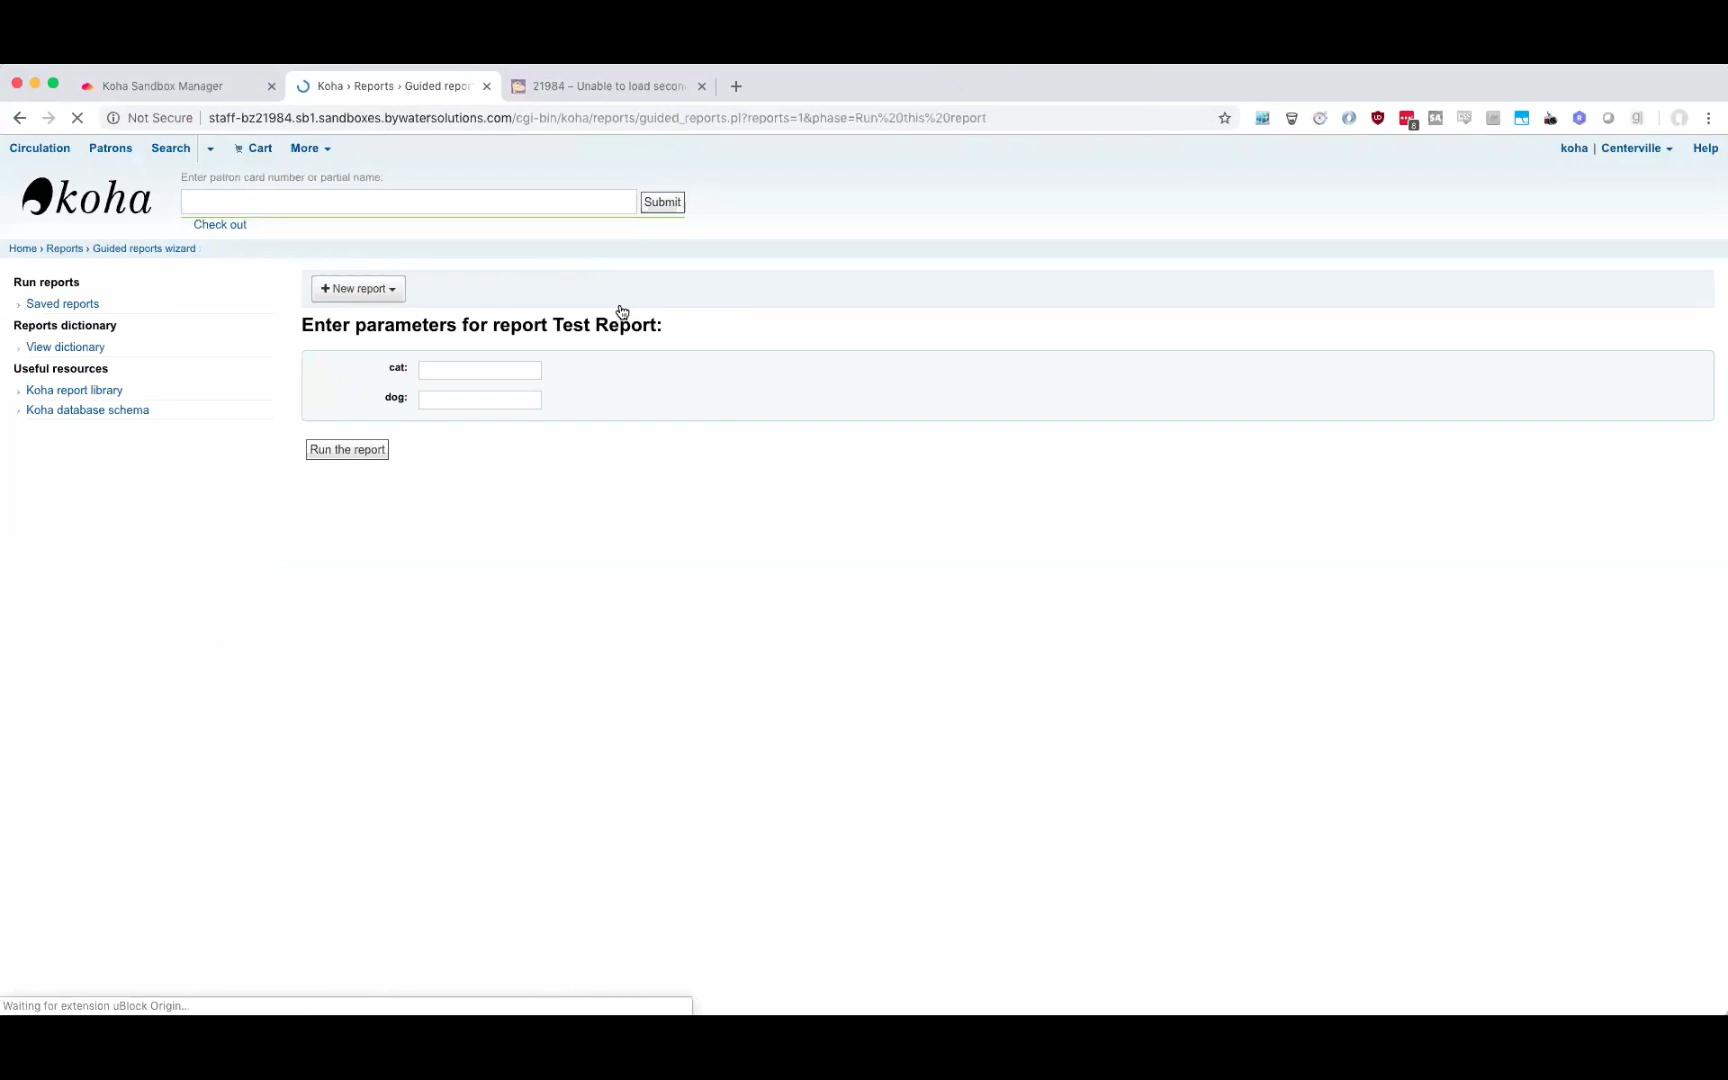 Koha Sandbox Manager
Koha › Reports › Guided repor
21984 – Unable to load secon
Not Secure
staff-bz21984.sb1.sandboxes.bywatersolutions.com/cgi-bin/koha/reports/guided_reports.pl?reports=1&phase=Run%20this%20report
Circulation Patrons Search Cart More koha | Centerville Help
Enter patron card number or partial name:
koha
Submit
Check out
Home › Reports › Guided reports wizard
Run reports
› Saved reports
Reports dictionary
› View dictionary
Useful resources
› Koha report library
› Koha database schema
+ New report
Enter parameters for report Test Report:
cat:
dog:
Run the report
Waiting for extension uBlock Origin...